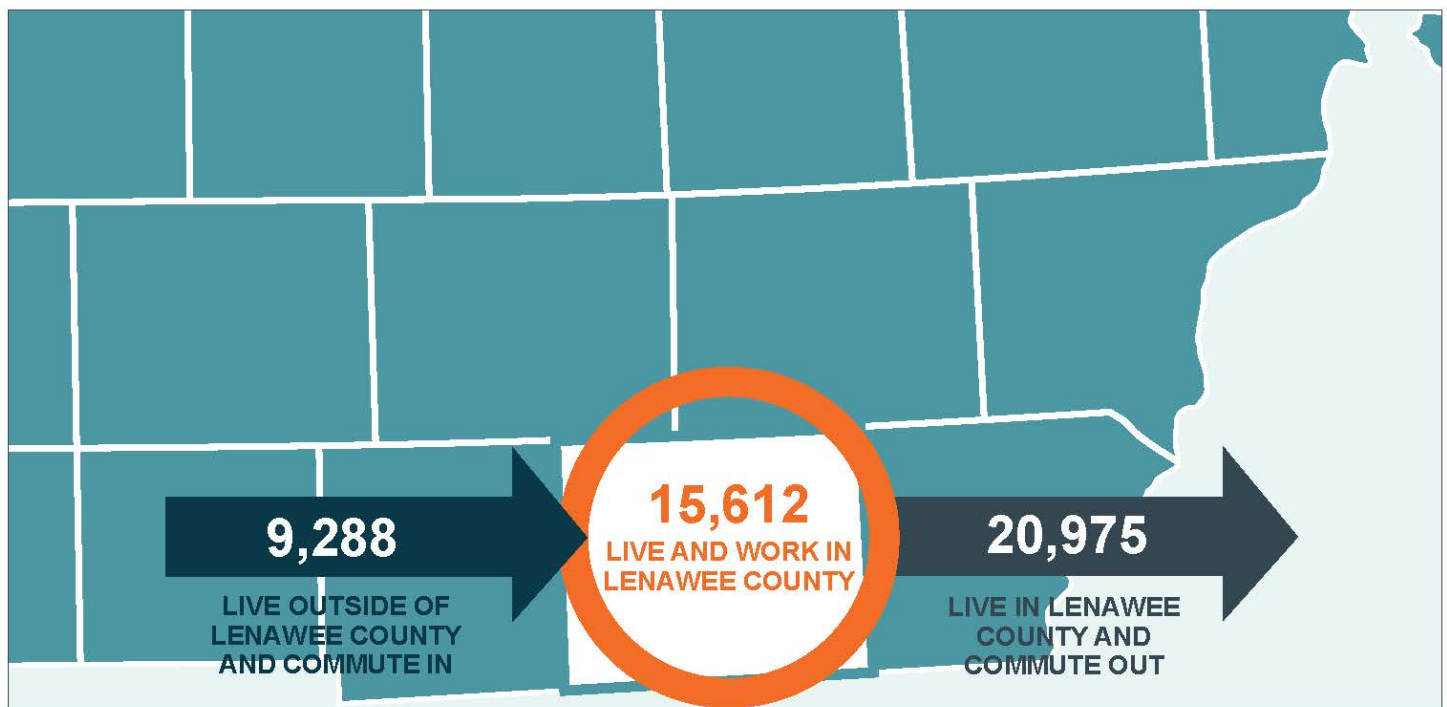 9,288
LIVE OUTSIDE OF
LENAWEE COUNTY
AND COMMUTE IN
15,612
LIVE AND WORK IN
LENAWEE COUNTY
20,975
LIVE IN LENAWEE
COUNTY AND
COMMUTE OUT